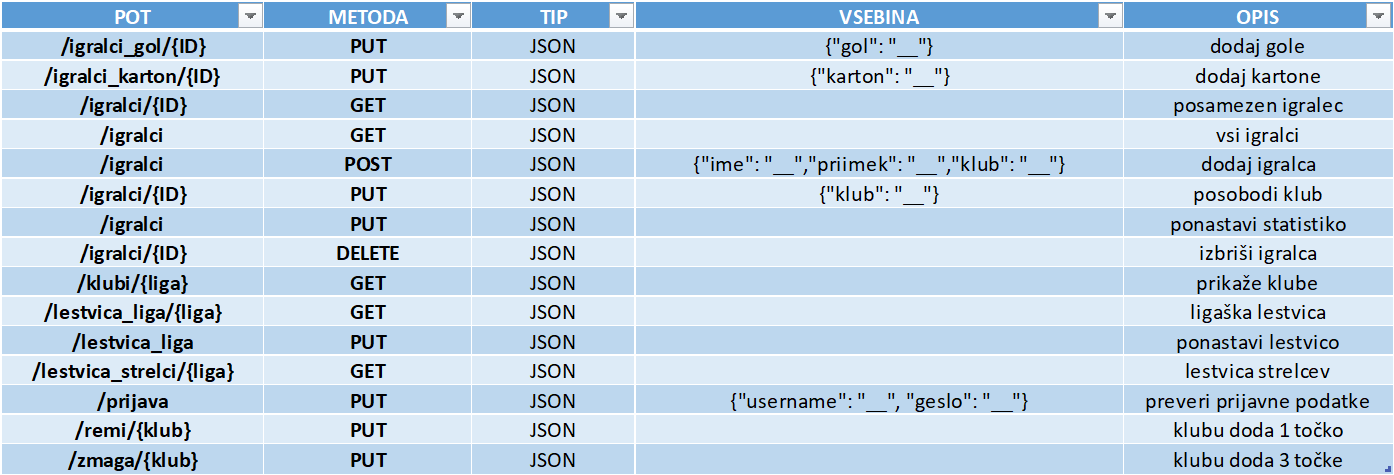 POT METODA TIP VSEBINA OPIS
/igralci_gol/{ID} PUT JSON {"gol": "__"} dodaj gole
/igralci_karton/{ID} PUT JSON {"karton": "__"} dodaj kartone
/igralci/{ID} GET JSON posamezen igralec
/igralci GET JSON vsi igralci
/igralci POST JSON {"ime": "__","priimek": "__","klub": "__"} dodaj igralca
/igralci/{ID} PUT JSON {"klub": "__"} posobodi klub
/igralci PUT JSON ponastavi statistiko
/igralci/{ID} DELETE JSON izbriši igralca
/klubi/{liga} GET JSON prikaže klube
/lestvica_liga/{liga} GET JSON ligaška lestvica
/lestvica_liga PUT JSON ponastavi lestvico
/lestvica_strelci/{liga} GET JSON lestvica strelcev
/prijava PUT JSON {"username": "__", "geslo": "__"} preveri prijavne podatke
/remi/{klub} PUT JSON klubu doda 1 točko
/zmaga/{klub} PUT JSON klubu doda 3 točke